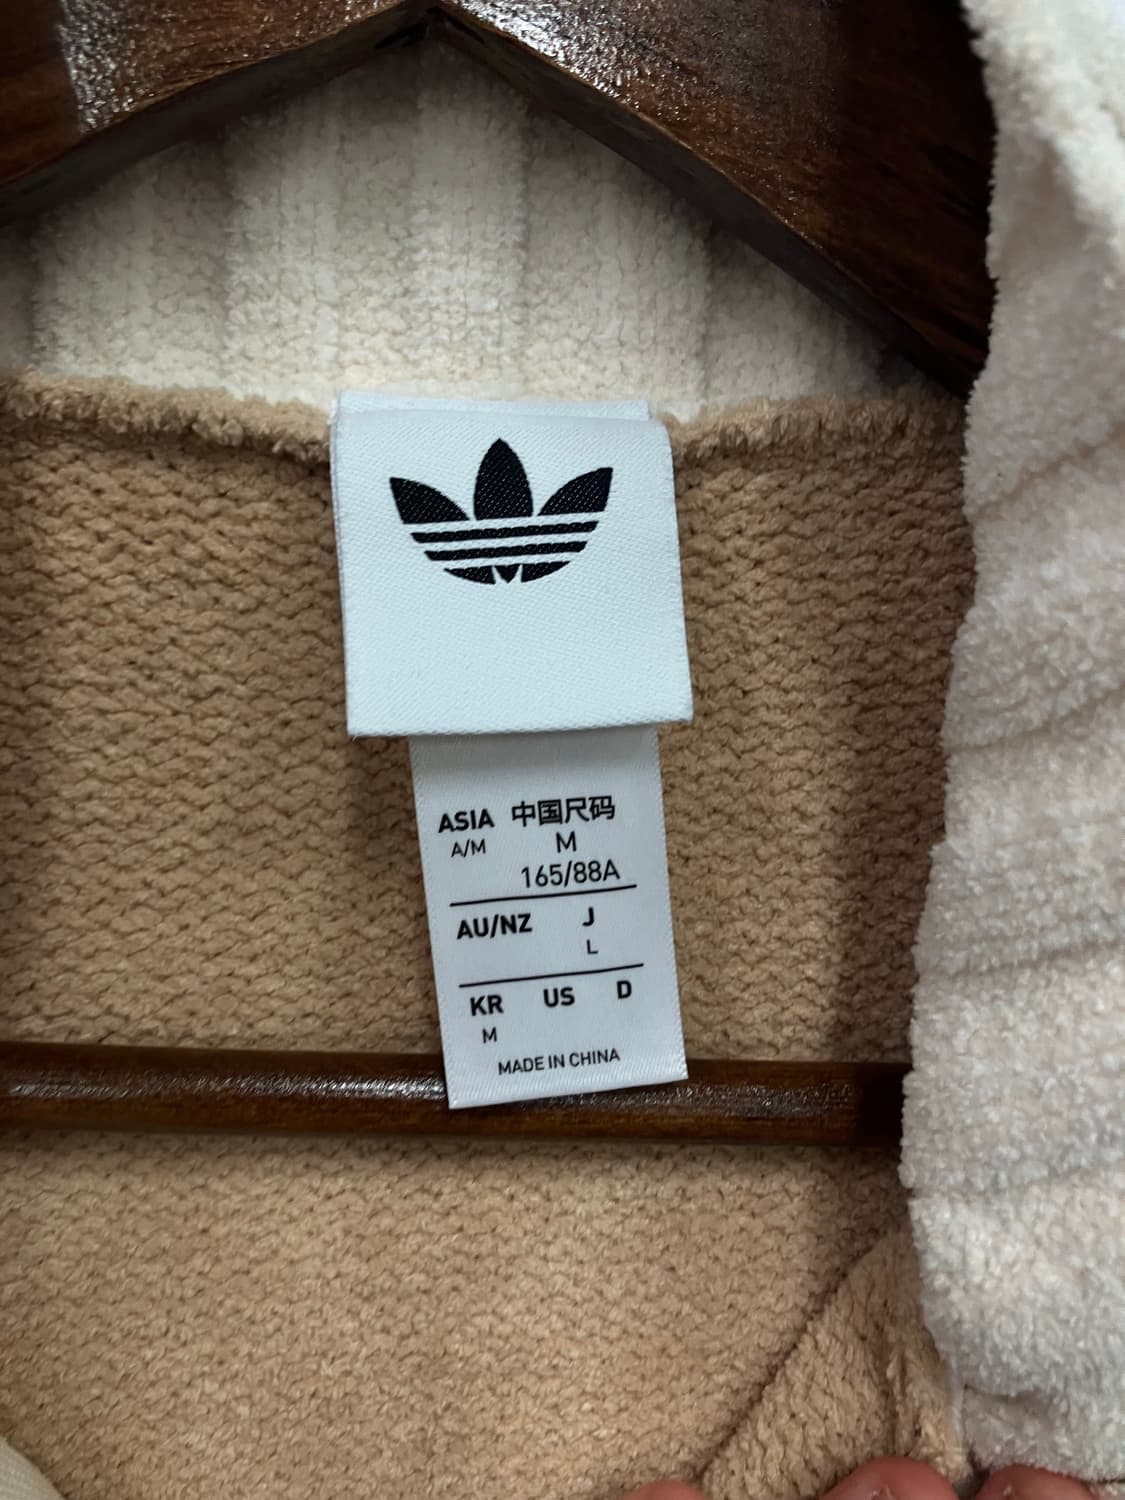 ASIA 中国尺码
A/M M
165/88A
AU/NZ J
L
KR US D
M
MADE IN CHINA